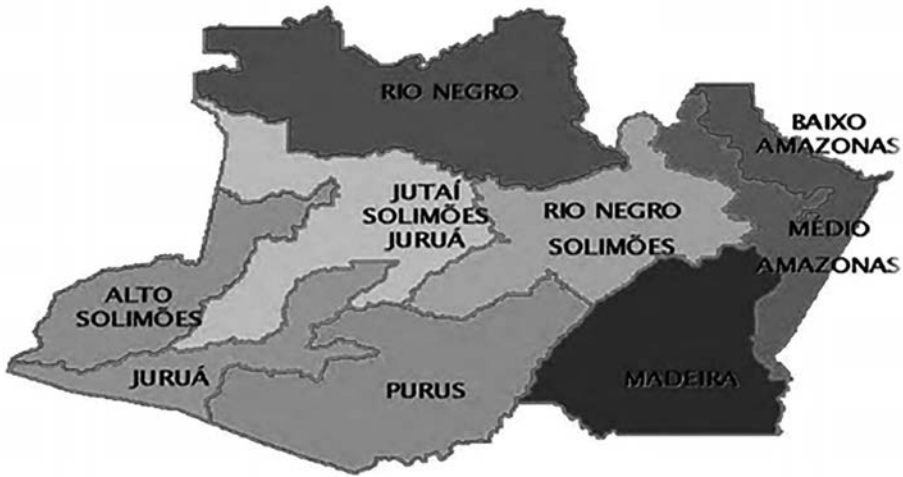 RIO NEGRO
BAIXO
AMAZONAS
JUTAÍ
SOLIMÕES
JURUÁ
RIO NEGRO
SOLIMÕES
MÉDIO
AMAZONAS
ALTO
SOLIMÕES
JURUÁ
PURUS
MADEIRA